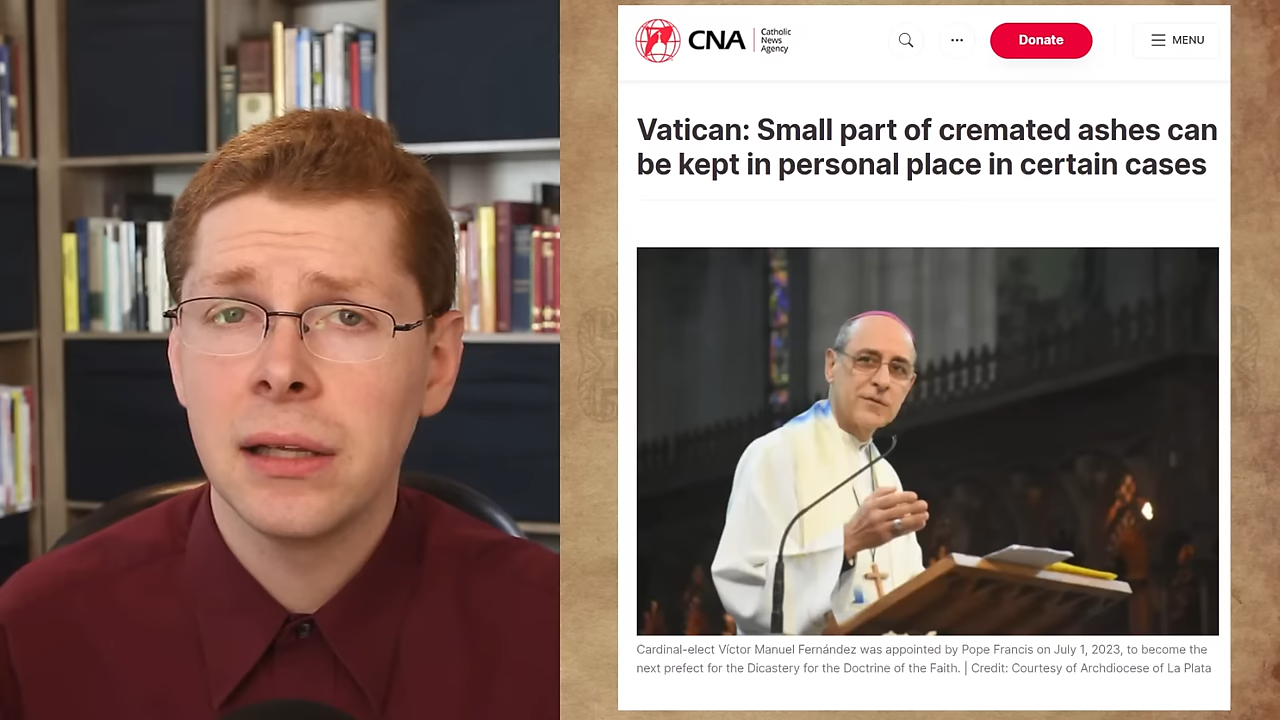 CNA
Catholic
News
Agency
Donate
MENU
Vatican: Small part of cremated ashes can
be kept in personal place in certain cases
Cardinal-elect Víctor Manuel Fernández was appointed by Pope Francis on July 1, 2023, to become the
next prefect for the Dicastery for the Doctrine of the Faith. | Credit: Courtesy of Archdiocese of La Plata